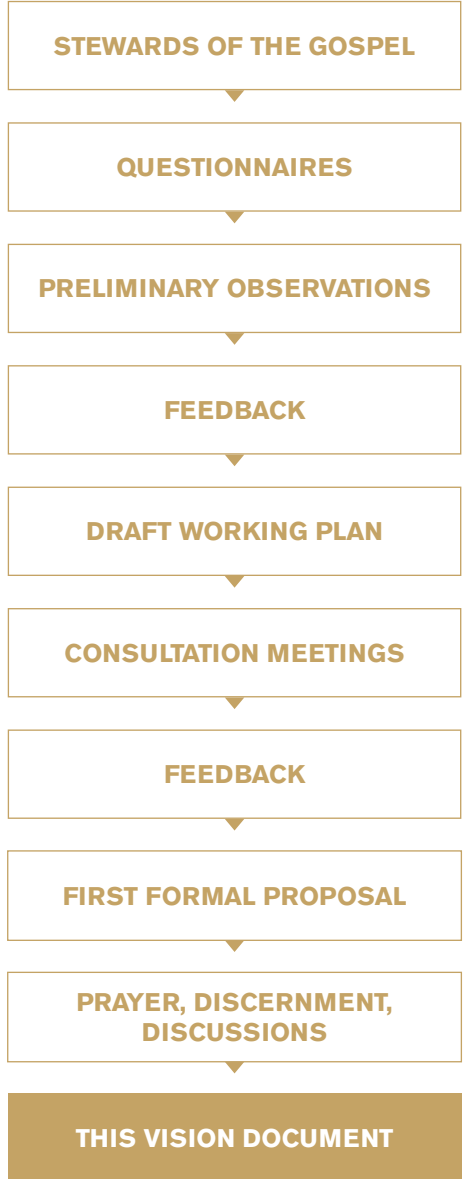 STEWARDS OF THE GOSPEL
QUESTIONNAIRES
PRELIMINARY OBSERVATIONS
FEEDBACK
DRAFT WORKING PLAN
CONSULTATION MEETINGS
FEEDBACK
FIRST FORMAL PROPOSAL
PRAYER, DISCERNMENT,
DISCUSSIONS
THIS VISION DOCUMENT